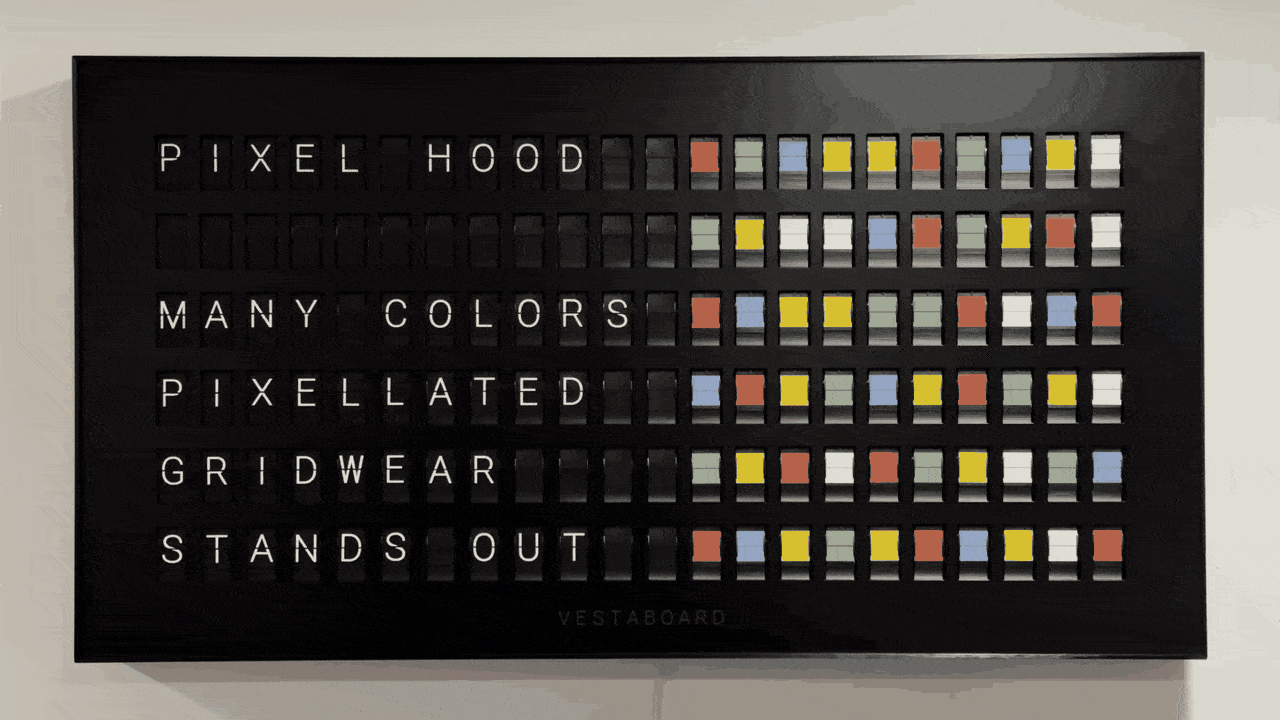 PIXEL HOOD
MANY COLORS
PIXELLATED
GRIDWEAR
STANDS OUT
VESTABOARD